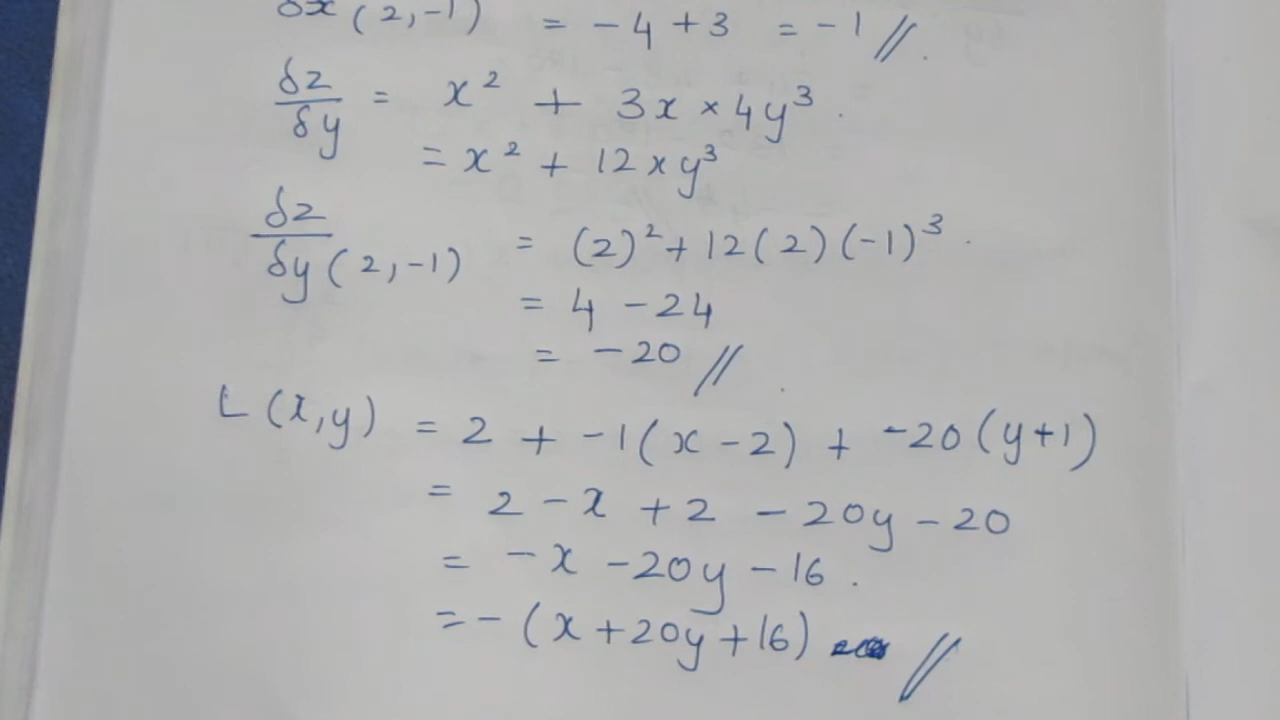 δx (2,-1) = -4 + 3 = -1 //.
δz/δy = x² + 3x × 4y³.
= x² + 12xy³
δz/δy (2,-1) = (2)² + 12(2)(-1)³.
= 4 - 24
= -20 //
L(x,y) = 2 + -1(x-2) + -20(y+1)
= 2 - x + 2 - 20y - 20
= -x - 20y - 16.
= -(x + 20y + 16) //